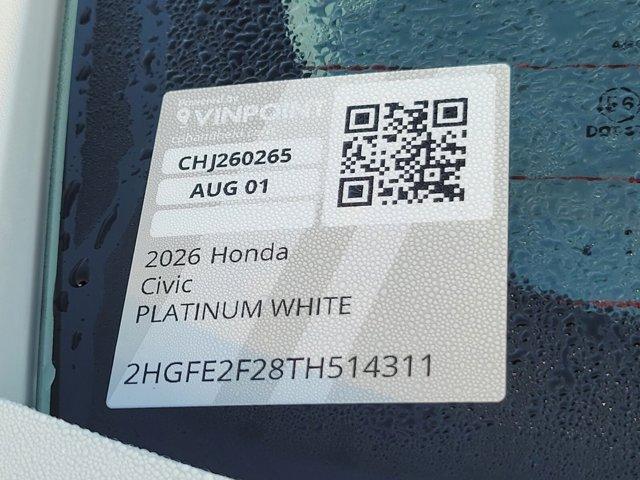 VINPOINT
CHJ260265
AUG 01
2026 Honda
Civic
PLATINUM WHITE
2HGFE2F28TH514311